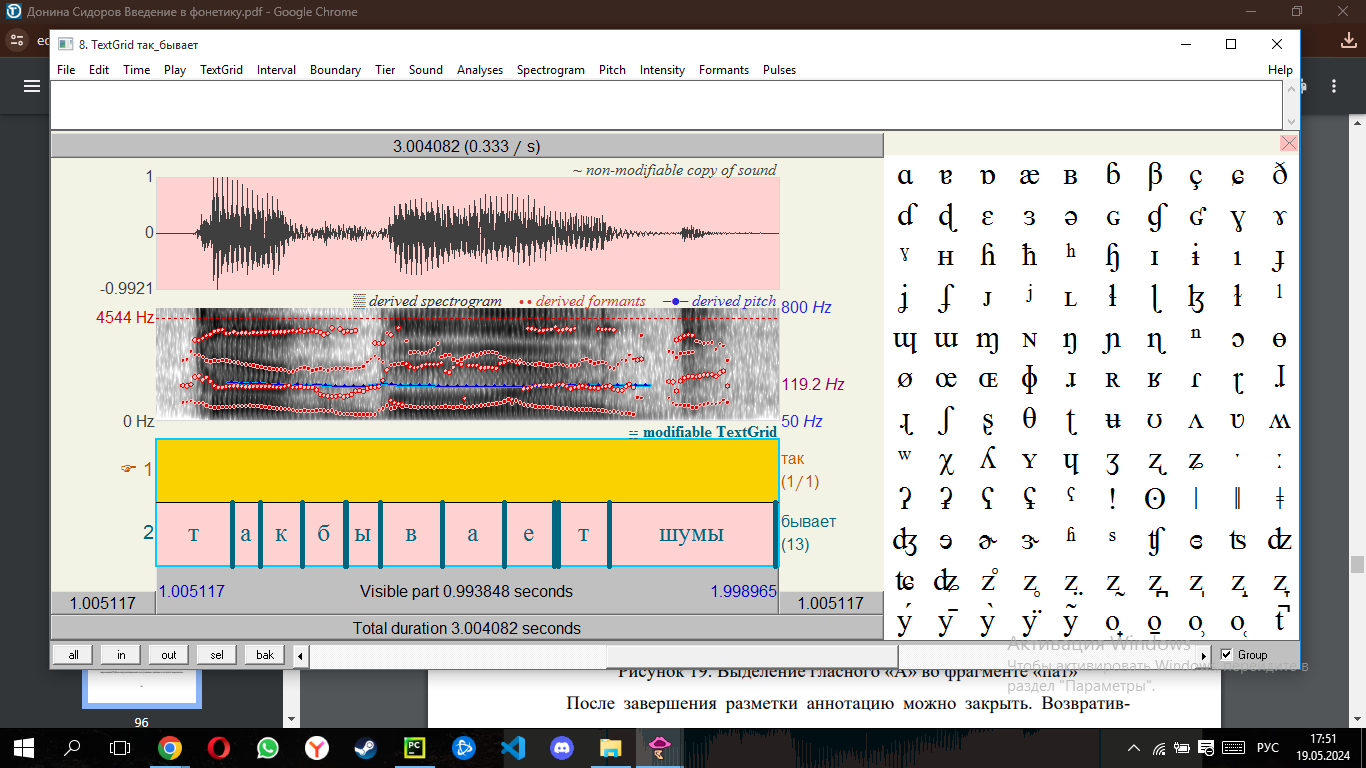 Донина Сидоров Введение в фонетику.pdf - Google Chrome
8. TextGrid так_бывает
File Edit Time Play TextGrid Interval Boundary Tier Sound Analyses Spectrogram Pitch Intensity Formants Pulses Help
3.004082 (0.333 / s)
~ non-modifiable copy of sound
1
0
-0.9921
derived spectrogram derived formants derived pitch
4544 Hz 800 Hz
119.2 Hz
0 Hz 50 Hz
modifiable TextGrid
1 так
(1/1)
2 т а к б ы в а е т шумы бывает
(13)
1.005117 Visible part 0.993848 seconds 1.998965
1.005117 1.005117
Total duration 3.004082 seconds
all in out sel bak Group
ɑ ɐ ɒ æ ʙ ɓ β ç ɕ ð
ɗ ɖ ɛ ɜ ə ɢ ɠ ʛ ɣ ɤ
ˠ ʜ ɦ ħ ʰ ɧ ɪ ɨ ı ɟ
ʝ ʄ ᴊ ʲ ʟ ɫ ɭ ɮ ɬ ˡ
ɰ ɯ ɱ ɴ ŋ ɲ ɳ ⁿ ɔ ɵ
ø œ ɶ ɸ ɹ ʀ ʁ ɾ ɽ ɺ
ɻ ʃ ʂ θ ʈ ʉ ʊ ʌ ʋ ʍ
ʷ χ ʎ ʏ ɥ ʒ ʐ ʑ ˑ ː
ʔ ʡ ʕ ʢ ˤ ! ʘ ǀ ǁ ǂ
Активация Windows
Чтобы активировать Windows, перейдите в
раздел "Параметры".
Рисунок 19. Выделение гласного «А» во фрагменте «пат»
После завершения разметки аннотацию можно закрыть. Возвратив-
96
РУС
17:51
19.05.2024